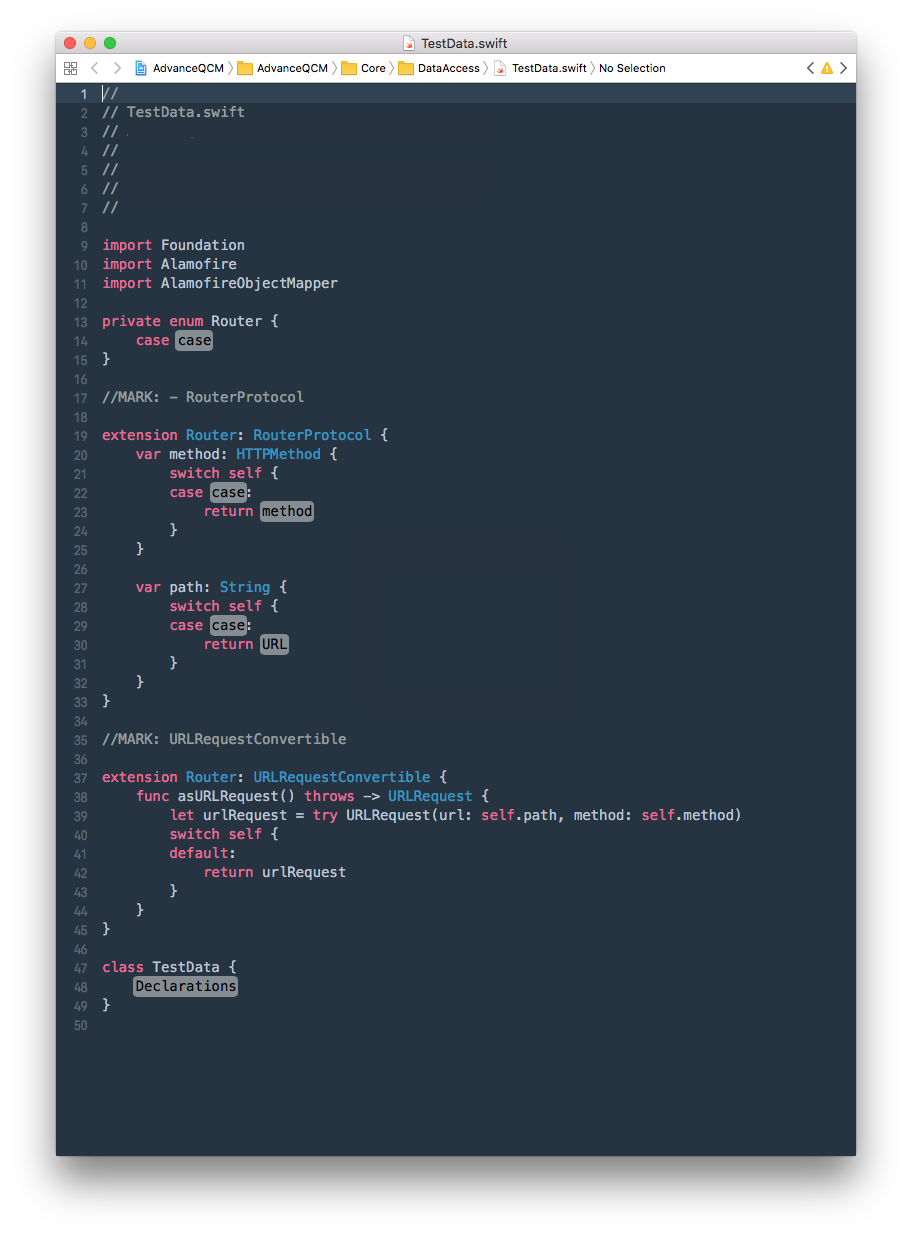 TestData.swift
AdvanceQCM AdvanceQCM Core DataAccess TestData.swift No Selection
1 //
2 // TestData.swift
3 //
4 //
5 //
6 //
7 //
8
9 import Foundation
10 import Alamofire
11 import AlamofireObjectMapper
12
13 private enum Router {
14     case case
15 }
16
17 //MARK: - RouterProtocol
18
19 extension Router: RouterProtocol {
20     var method: HTTPMethod {
21         switch self {
22         case case:
23             return method
24         }
25     }
26
27     var path: String {
28         switch self {
29         case case:
30             return URL
31         }
32     }
33 }
34
35 //MARK: URLRequestConvertible
36
37 extension Router: URLRequestConvertible {
38     func asURLRequest() throws -> URLRequest {
39         let urlRequest = try URLRequest(url: self.path, method: self.method)
40         switch self {
41         default:
42             return urlRequest
43         }
44     }
45 }
46
47 class TestData {
48     Declarations
49 }
50